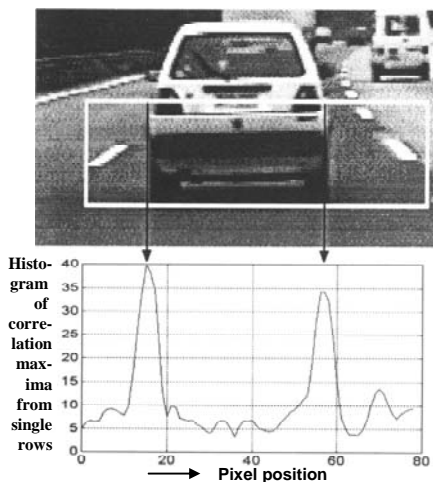 Histo-
gram
of
corre-
lation
max-
ima
from
single
rows
40
35
30
25
20
15
10
5
0
0 20 40 60 80
Pixel position